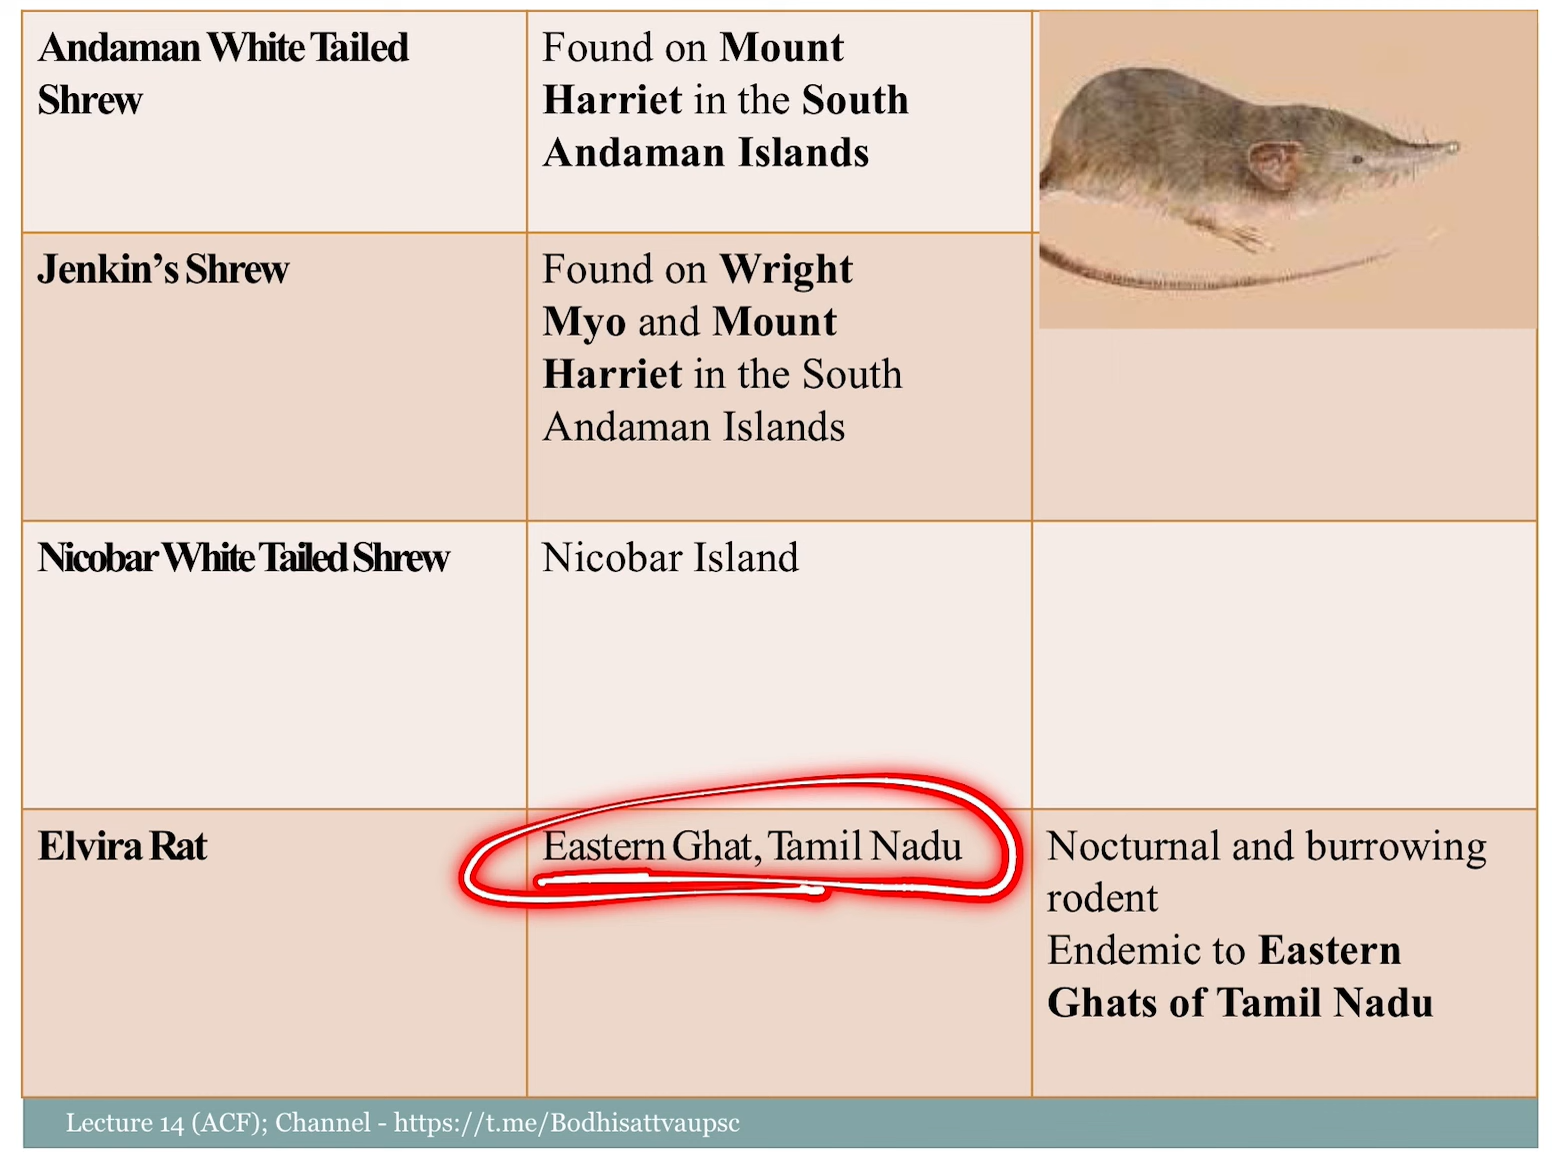 Andaman White Tailed
Shrew
Found on Mount
Harriet in the South
Andaman Islands
Jenkin's Shrew
Found on Wright
Myo and Mount
Harriet in the South
Andaman Islands
Nicobar White Tailed Shrew
Nicobar Island
Elvira Rat
Eastern Ghat, Tamil Nadu
Nocturnal and burrowing
rodent
Endemic to Eastern
Ghats of Tamil Nadu
Lecture 14 (ACF); Channel - https://t.me/Bodhisattvaupsc